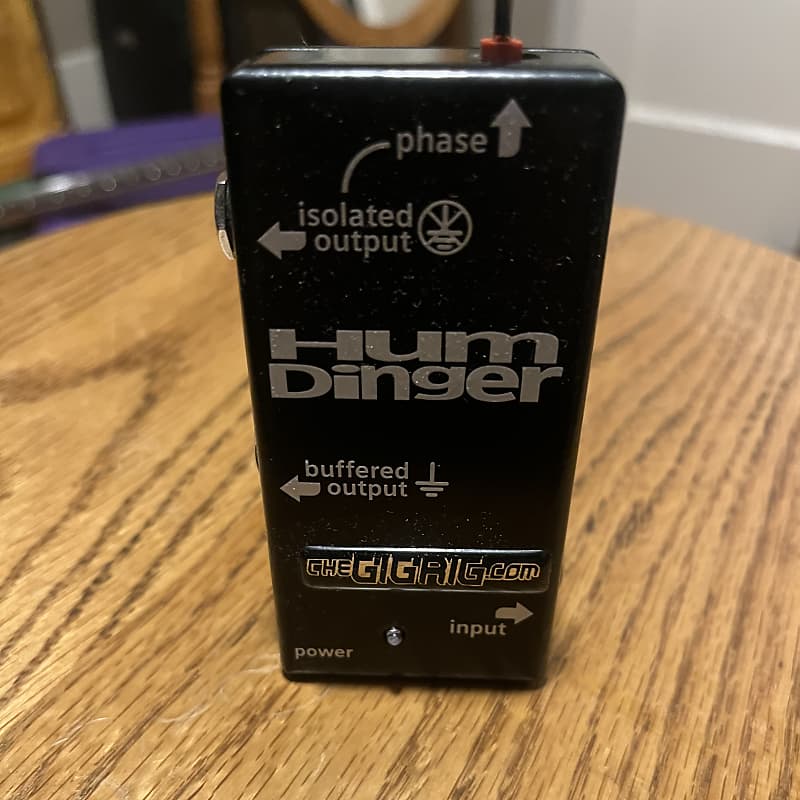 phase
isolated
output
Hum
Dinger
buffered
output
theGIGRIG.com
input
power